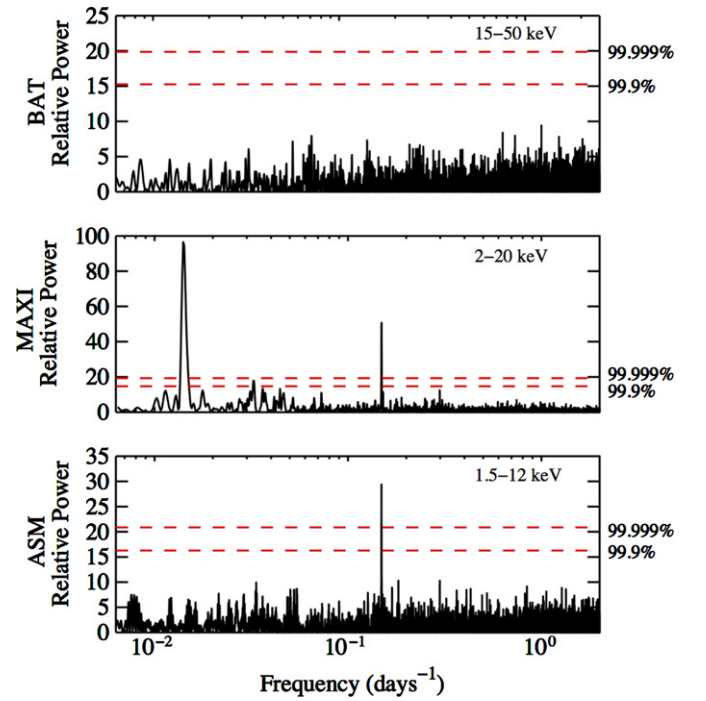 25
20
15
10
5
0
BAT
Relative Power
15–50 keV
99.999%
99.9%
100
80
60
40
20
0
MAXI
Relative Power
2–20 keV
99.999%
99.9%
35
30
25
20
15
10
5
0
ASM
Relative Power
1.5–12 keV
99.999%
99.9%
10⁻² 10⁻¹ 10⁰
Frequency (days⁻¹)